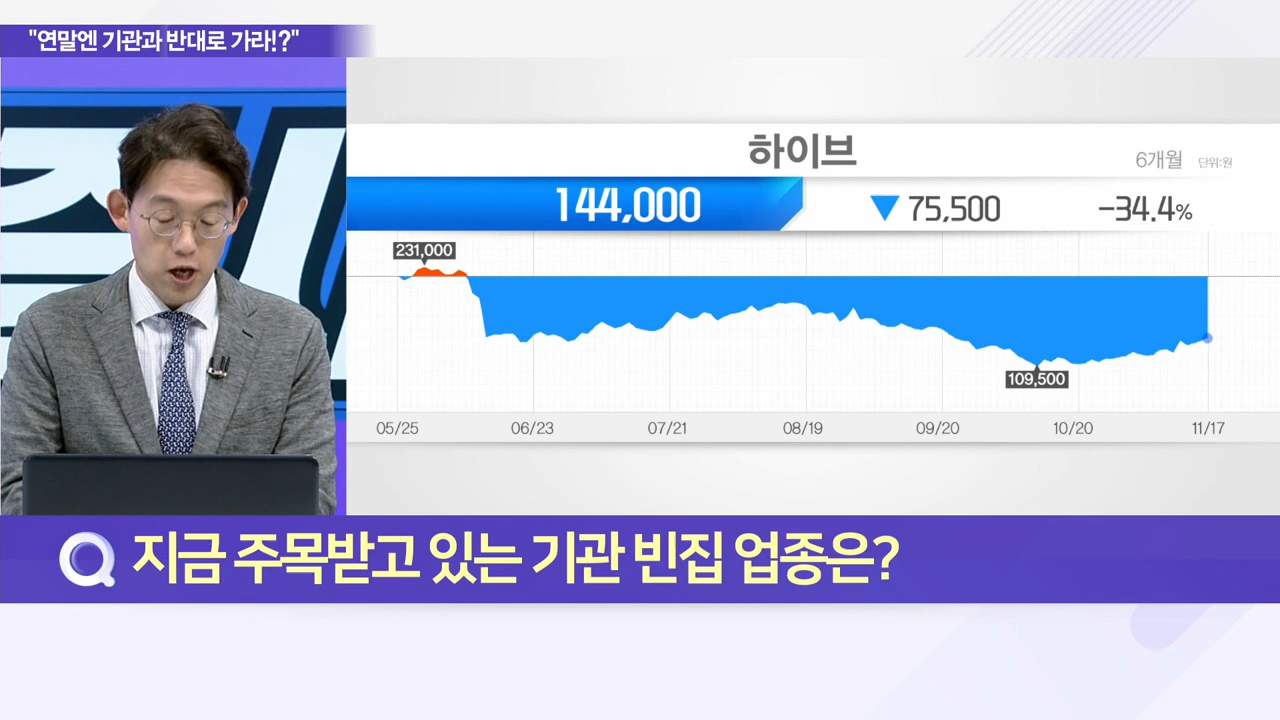 "연말엔 기관과 반대로 가라!?"
하이브
6개월 단위:원
144,000 ▼ 75,500 -34.4%
231,000
109,500
05/25 06/23 07/21 08/19 09/20 10/20 11/17
Q 지금 주목받고 있는 기관 빈집 업종은?